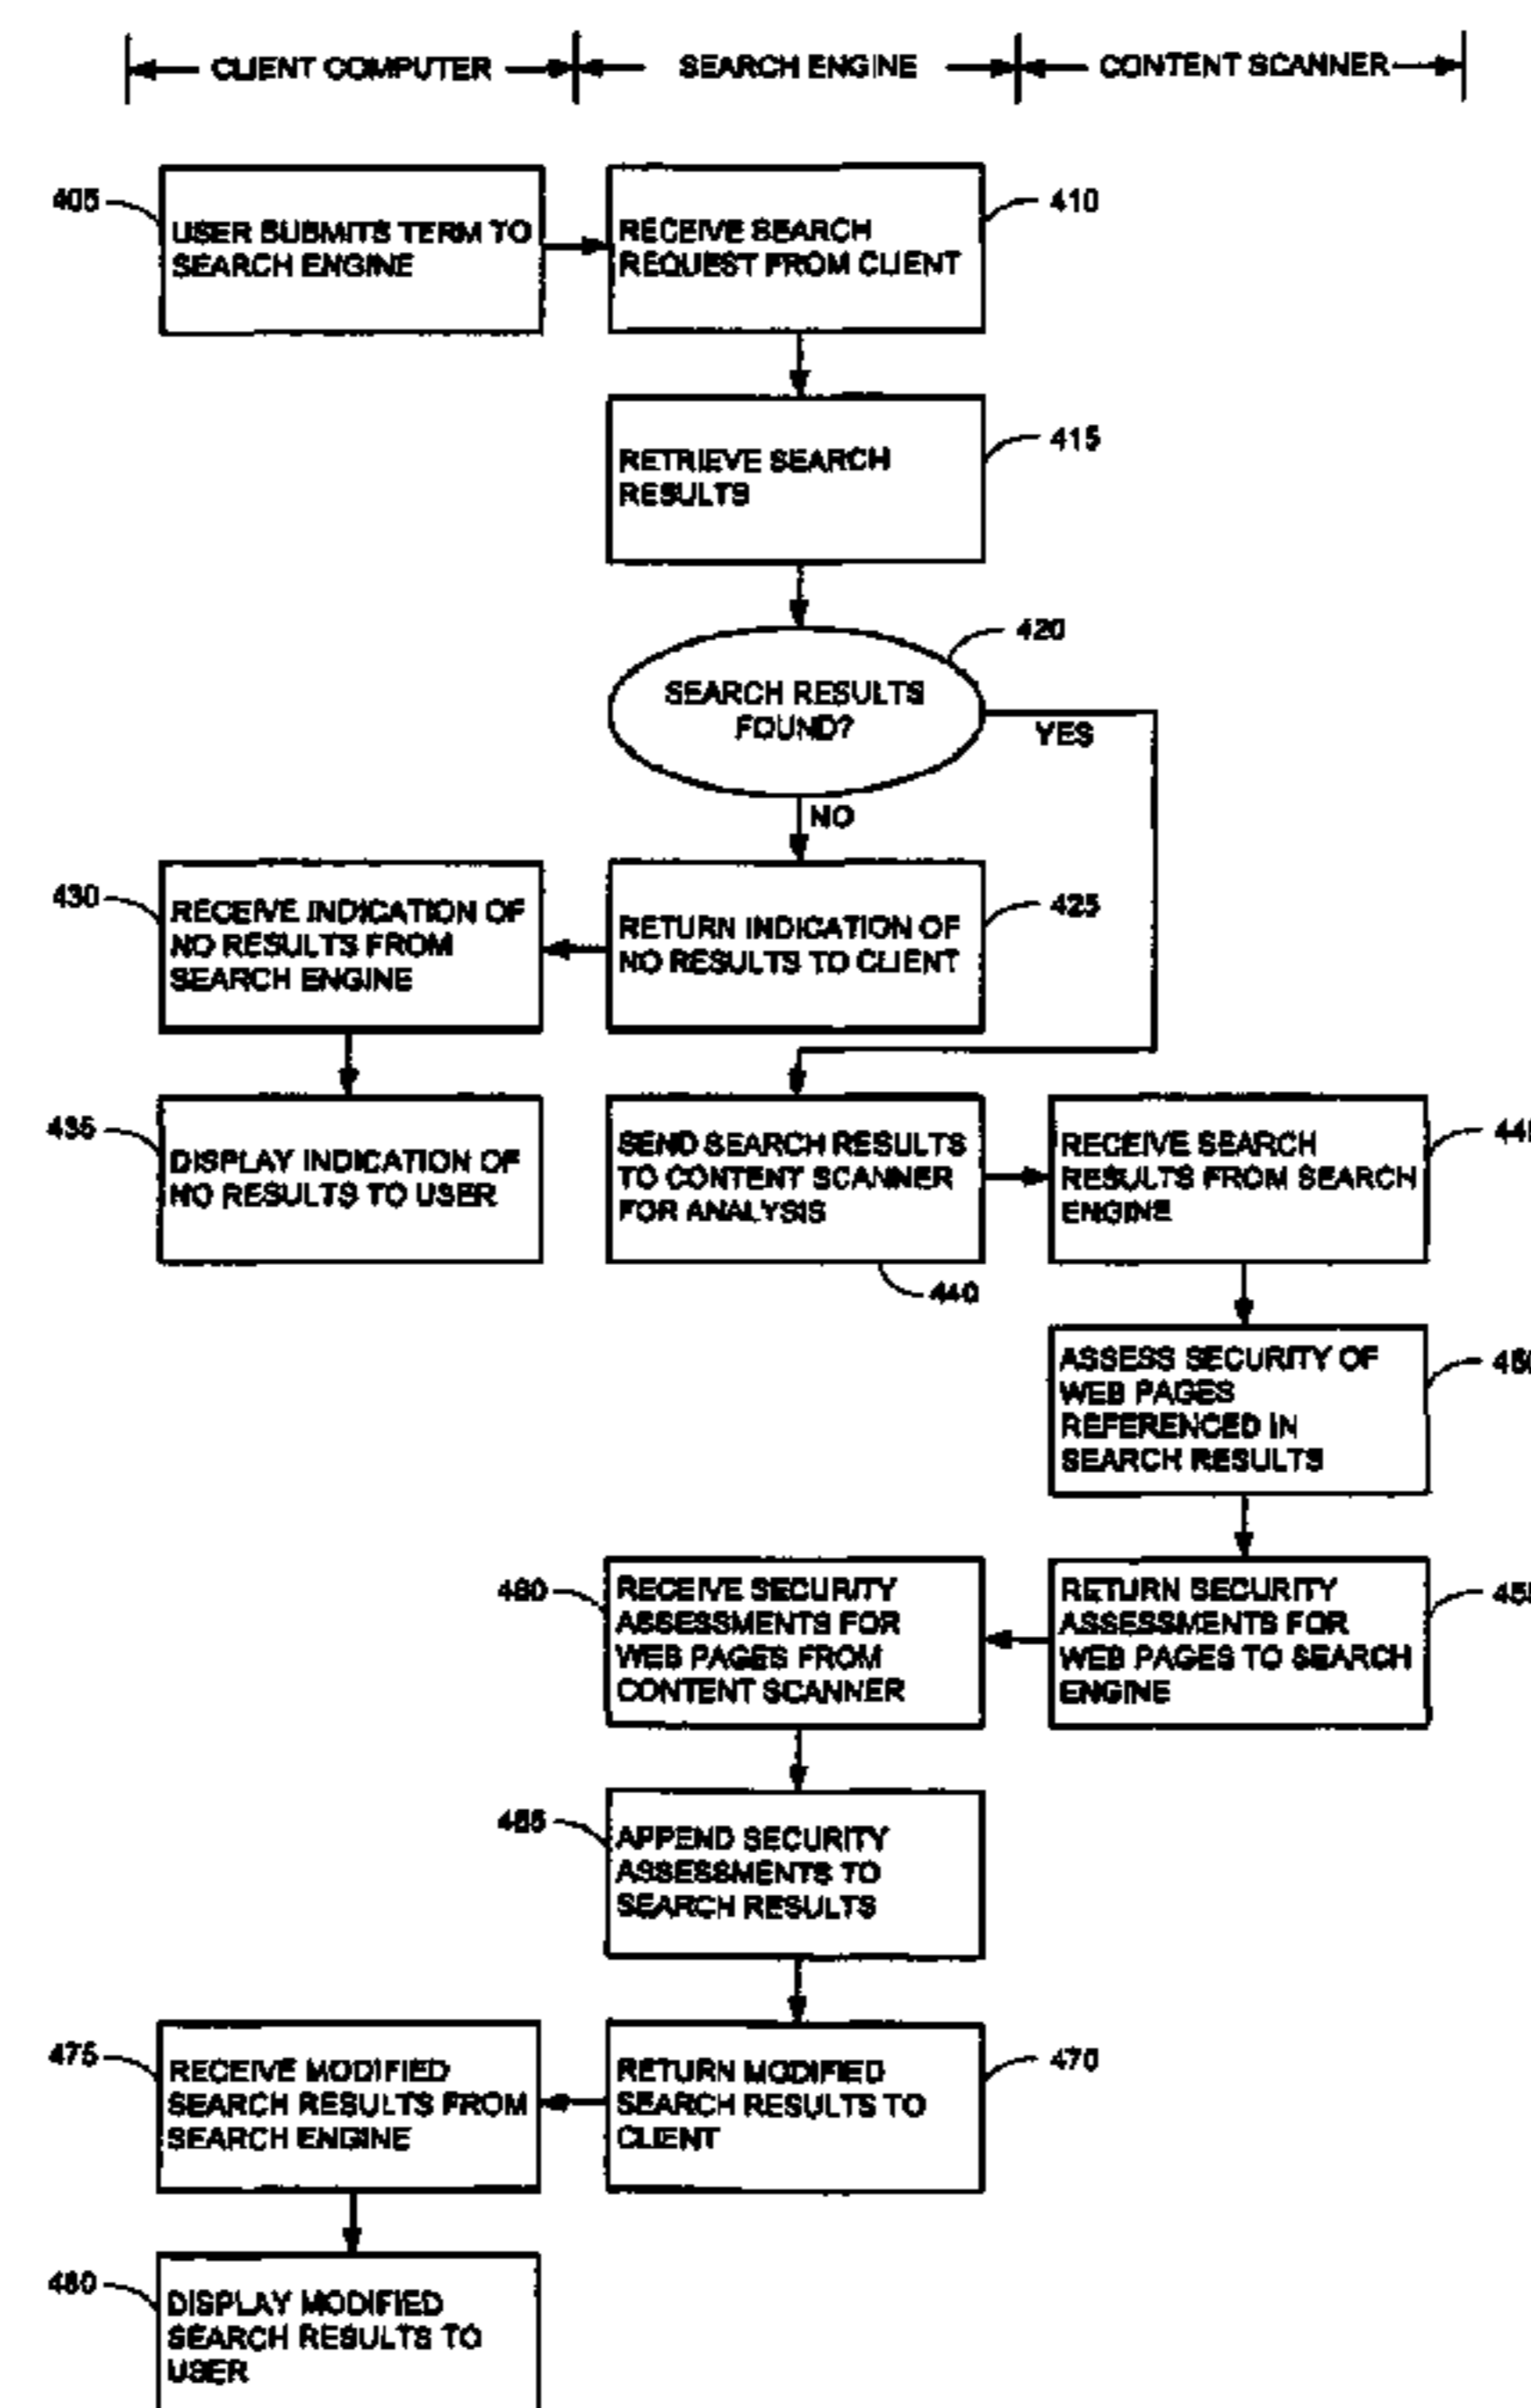 CLIENT COMPUTER
SEARCH ENGINE
CONTENT SCANNER
405
USER SUBMITS TERM TO
SEARCH ENGINE
RECEIVE SEARCH
REQUEST FROM CLIENT
410
RETRIEVE SEARCH
RESULTS
415
420
SEARCH RESULTS
FOUND?
YES
NO
430
RECEIVE INDICATION OF
NO RESULTS FROM
SEARCH ENGINE
RETURN INDICATION OF
NO RESULTS TO CLIENT
425
435
DISPLAY INDICATION OF
NO RESULTS TO USER
SEND SEARCH RESULTS
TO CONTENT SCANNER
FOR ANALYSIS
440
RECEIVE SEARCH
RESULTS FROM SEARCH
ENGINE
ASSESS SECURITY OF
WEB PAGES
REFERENCED IN
SEARCH RESULTS
460
RECEIVE SECURITY
ASSESSMENTS FOR
WEB PAGES FROM
CONTENT SCANNER
RETURN SECURITY
ASSESSMENTS FOR
WEB PAGES TO SEARCH
ENGINE
465
APPEND SECURITY
ASSESSMENTS TO
SEARCH RESULTS
475
RECEIVE MODIFIED
SEARCH RESULTS FROM
SEARCH ENGINE
RETURN MODIFIED
SEARCH RESULTS TO
CLIENT
470
480
DISPLAY MODIFIED
SEARCH RESULTS TO
USER